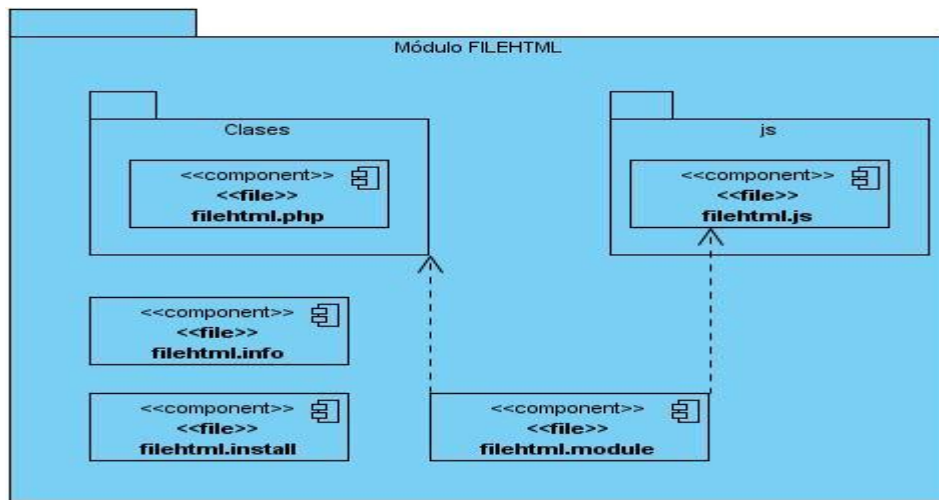 Módulo FILEHTML
Clases
<<component>>
<<file>>
filehtml.php
js
<<component>>
<<file>>
filehtml.js
<<component>>
<<file>>
filehtml.info
<<component>>
<<file>>
filehtml.install
<<component>>
<<file>>
filehtml.module